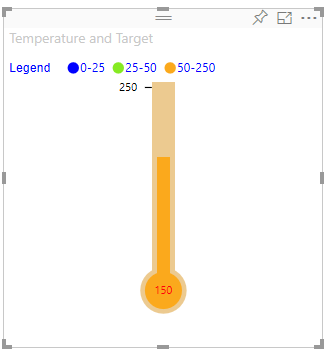 Temperature and Target
Legend 0-25 25-50 50-250
250
150